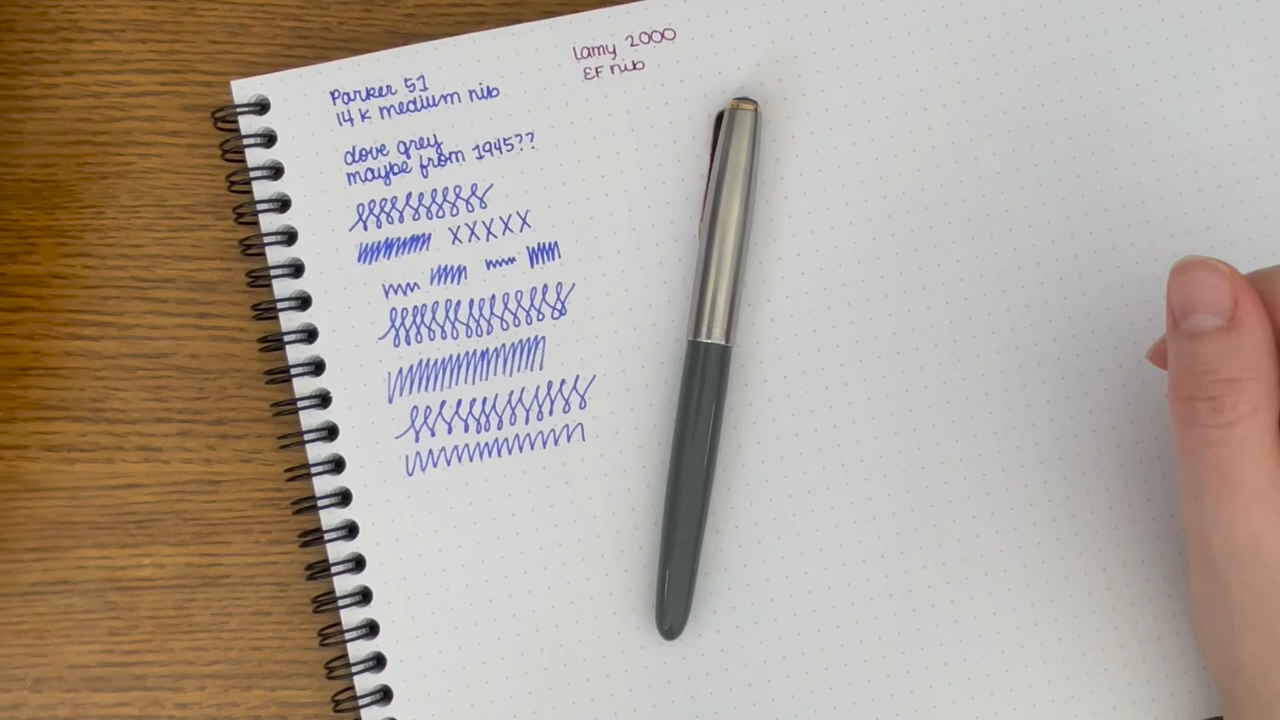 Parker 51
14 K medium nib
dove grey
maybe from 1945??
XXXXX
Lamy 2000
EF nib